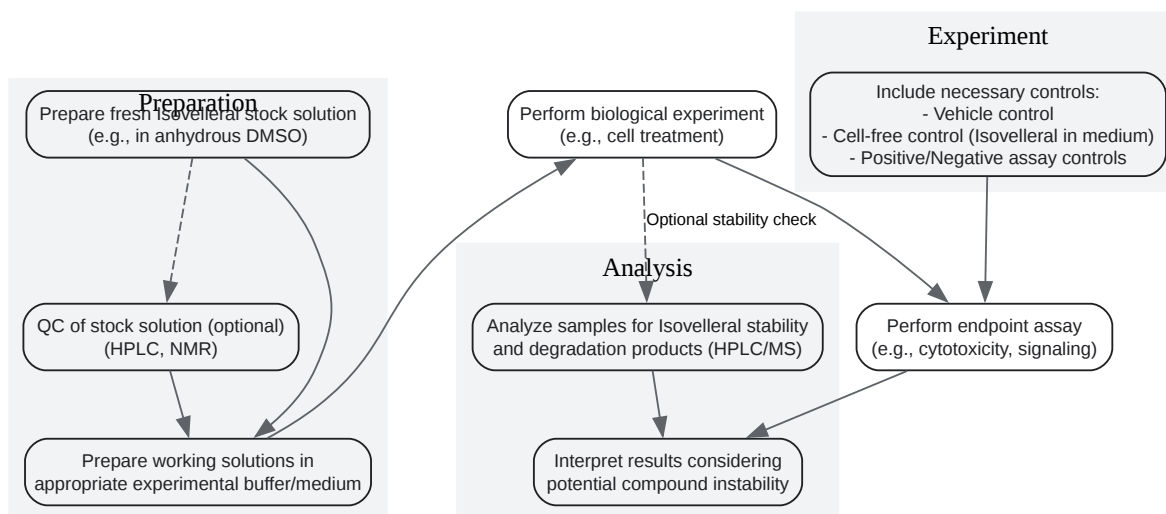 Experiment
Preparation
Prepare fresh Isovelleral stock solution
(e.g., in anhydrous DMSO)
Perform biological experiment
(e.g., cell treatment)
Include necessary controls:
- Vehicle control
- Cell-free control (Isovelleral in medium)
- Positive/Negative assay controls
Optional stability check
Analysis
QC of stock solution (optional)
(HPLC, NMR)
Analyze samples for Isovelleral stability
and degradation products (HPLC/MS)
Perform endpoint assay
(e.g., cytotoxicity, signaling)
Prepare working solutions in
appropriate experimental buffer/medium
Interpret results considering
potential compound instability